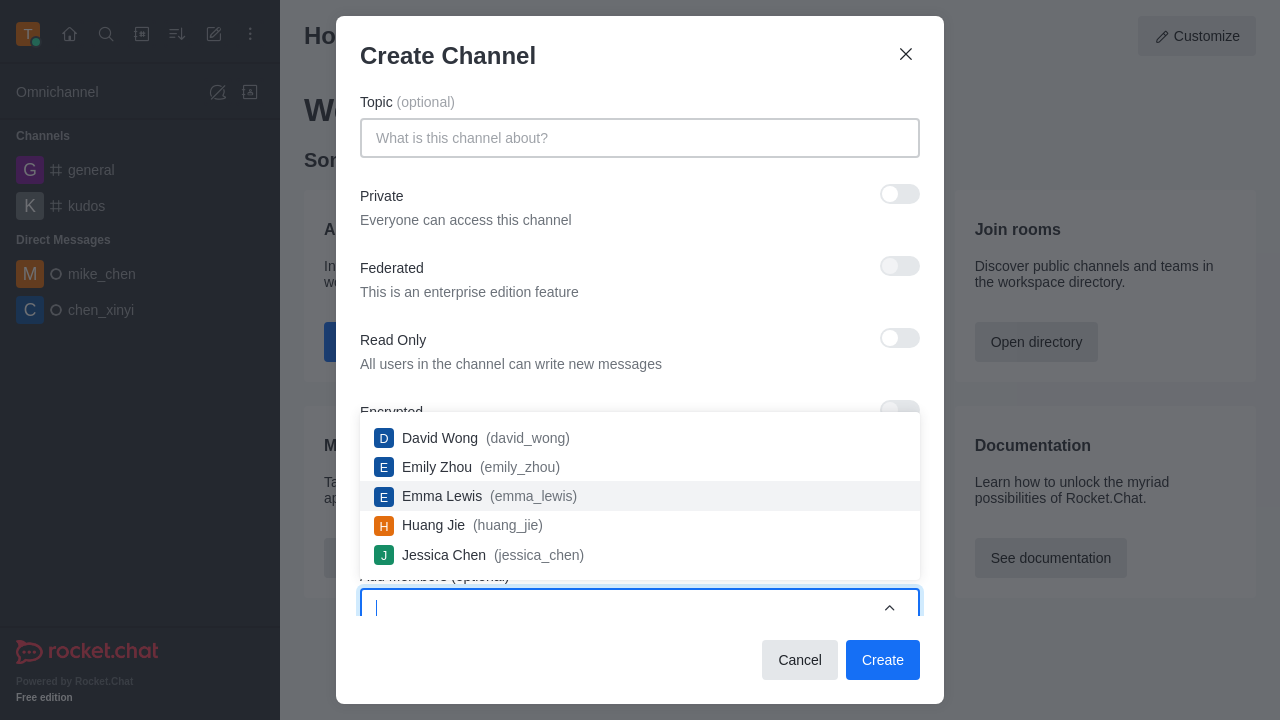 T
Ho
Customize
Create Channel
Omnichannel
Topic (optional)
What is this channel about?
Channels
G general
K kudos
Direct Messages
M mike_chen
C chen_xinyi
Private
Everyone can access this channel
Federated
This is an enterprise edition feature
Read Only
All users in the channel can write new messages
Encrypted
D David Wong (david_wong)
E Emily Zhou (emily_zhou)
E Emma Lewis (emma_lewis)
H Huang Jie (huang_jie)
J Jessica Chen (jessica_chen)
Add members (optional)
Cancel
Create
Join rooms
Discover public channels and teams in
the workspace directory.
Open directory
Documentation
Learn how to unlock the myriad
possibilities of Rocket.Chat.
See documentation
rocket.chat
Powered by Rocket.Chat
Free edition